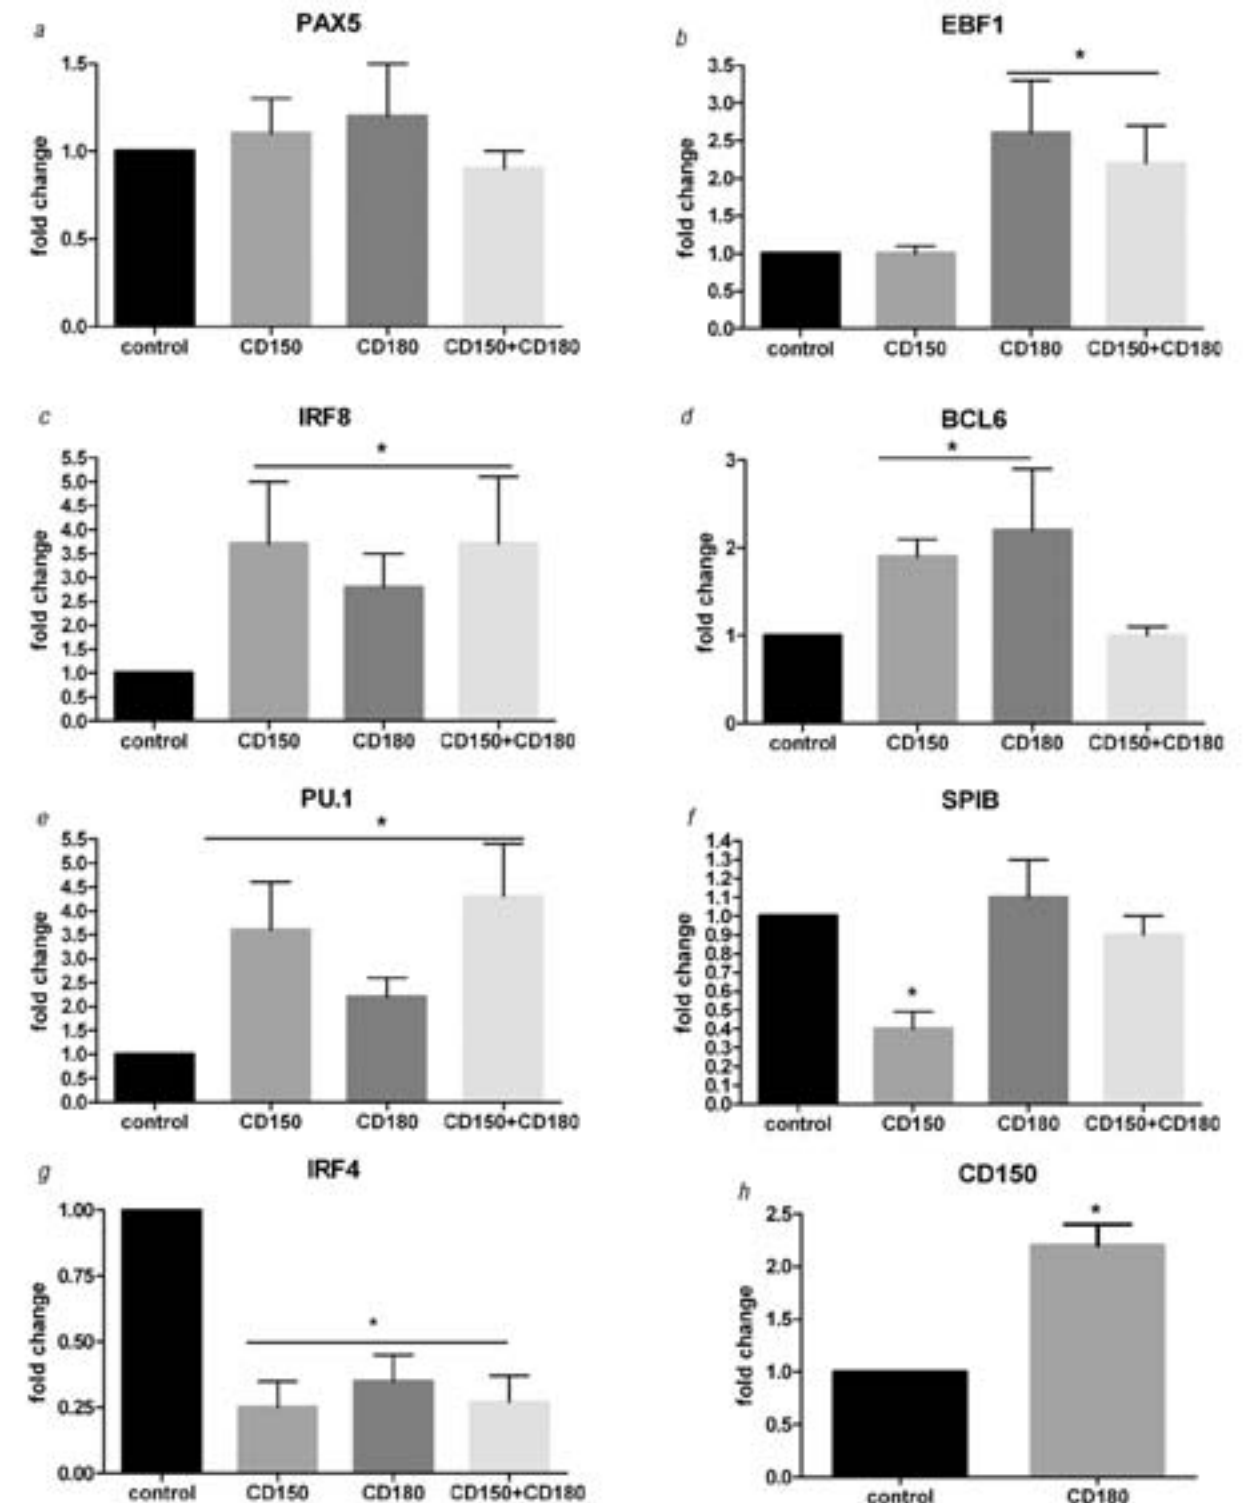 a
PAX5
fold change
1.5
1.0
0.5
0.0
control CD150 CD180 CD150+CD180
b
EBF1
*
fold change
3.5
3.0
2.5
2.0
1.5
1.0
0.5
0.0
control CD150 CD180 CD150+CD180
c
IRF8
*
fold change
5.5
5.0
4.5
4.0
3.5
3.0
2.5
2.0
1.5
1.0
0.5
0.0
control CD150 CD180 CD150+CD180
d
BCL6
*
fold change
3
2
1
0
control CD150 CD180 CD150+CD180
e
PU.1
*
fold change
5.5
5.0
4.5
4.0
3.5
3.0
2.5
2.0
1.5
1.0
0.5
0.0
control CD150 CD180 CD150+CD180
f
SPIB
*
fold change
1.4
1.3
1.2
1.1
1.0
0.9
0.8
0.7
0.6
0.5
0.4
0.3
0.2
0.1
0.0
control CD150 CD180 CD150+CD180
g
IRF4
*
fold change
1.00
0.75
0.50
0.25
0.00
control CD150 CD180 CD150+CD180
h
CD150
*
fold change
2.5
2.0
1.5
1.0
0.5
0.0
control CD180